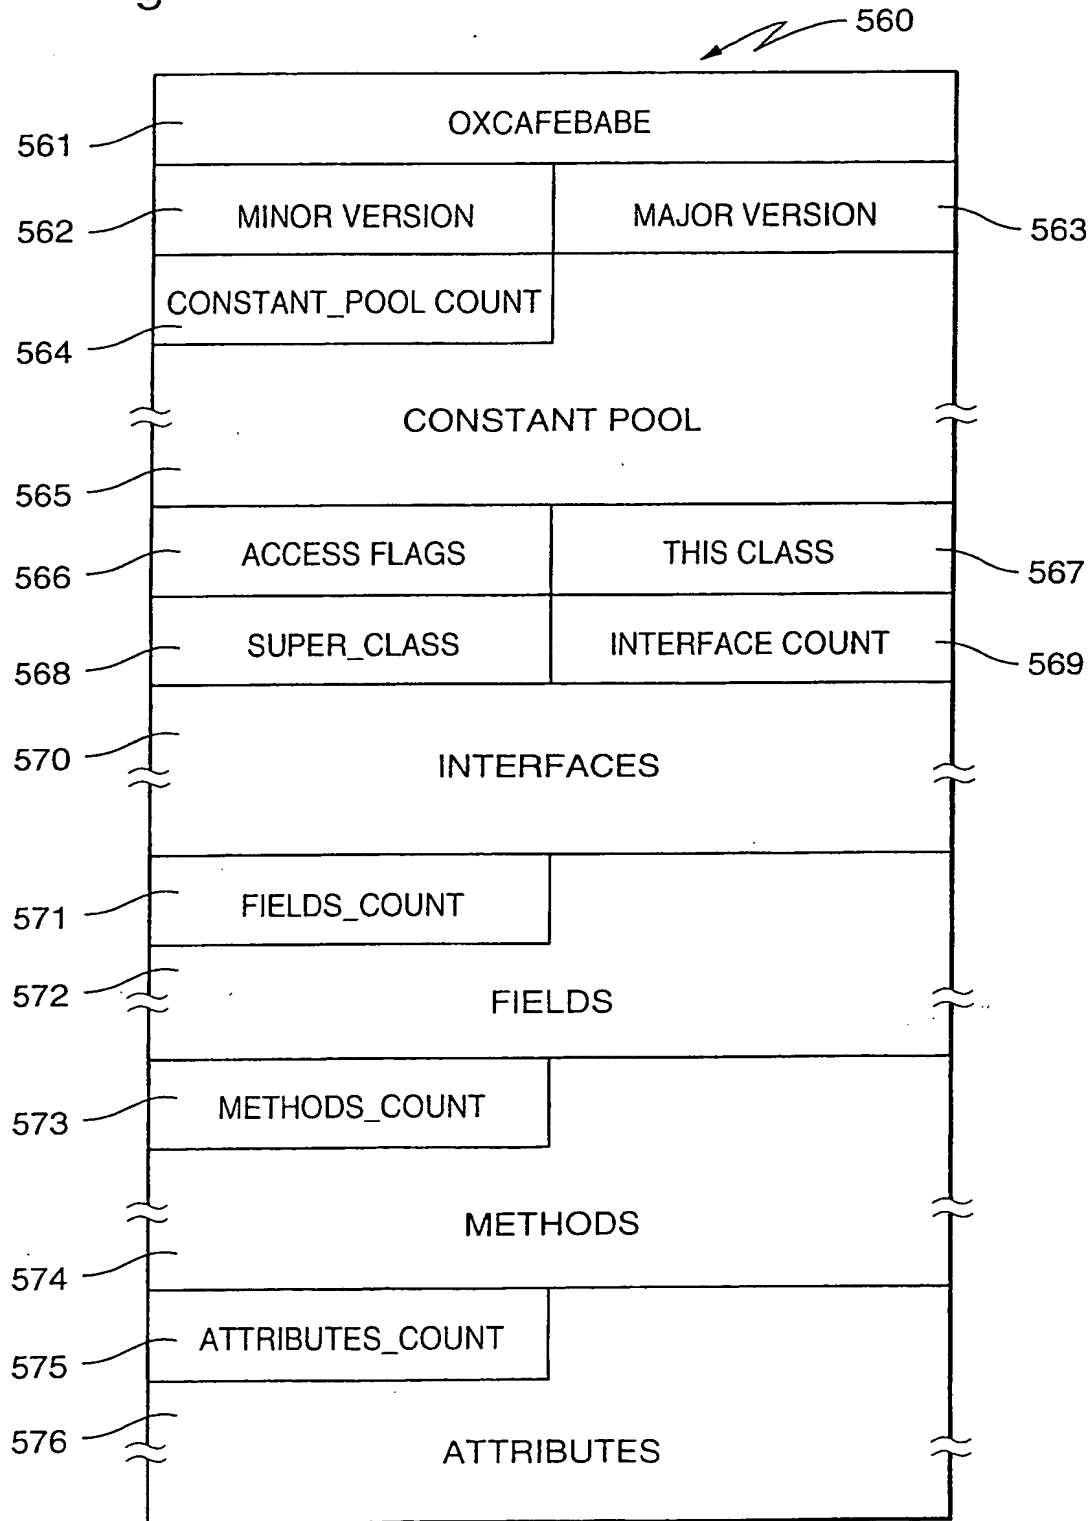 560
561 OXCAFEBABE
562 MINOR VERSION MAJOR VERSION 563
CONSTANT_POOL COUNT
564
CONSTANT POOL
565
566 ACCESS FLAGS THIS CLASS 567
568 SUPER_CLASS INTERFACE COUNT 569
570 INTERFACES
571 FIELDS_COUNT
572 FIELDS
573 METHODS_COUNT
METHODS
574
575 ATTRIBUTES_COUNT
576 ATTRIBUTES